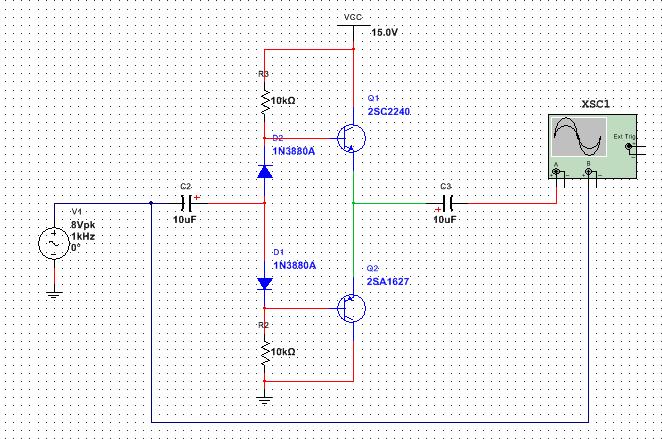 VCC
15.0V
R3
10kΩ
Q1
2SC2240
D2
1N3880A
XSC1
Ext Trig
+
-
A
B
+ - + -
C2
+
10uF
C3
+
10uF
V1
8Vpk
1kHz
0°
D1
1N3880A
Q2
2SA1627
R2
10kΩ